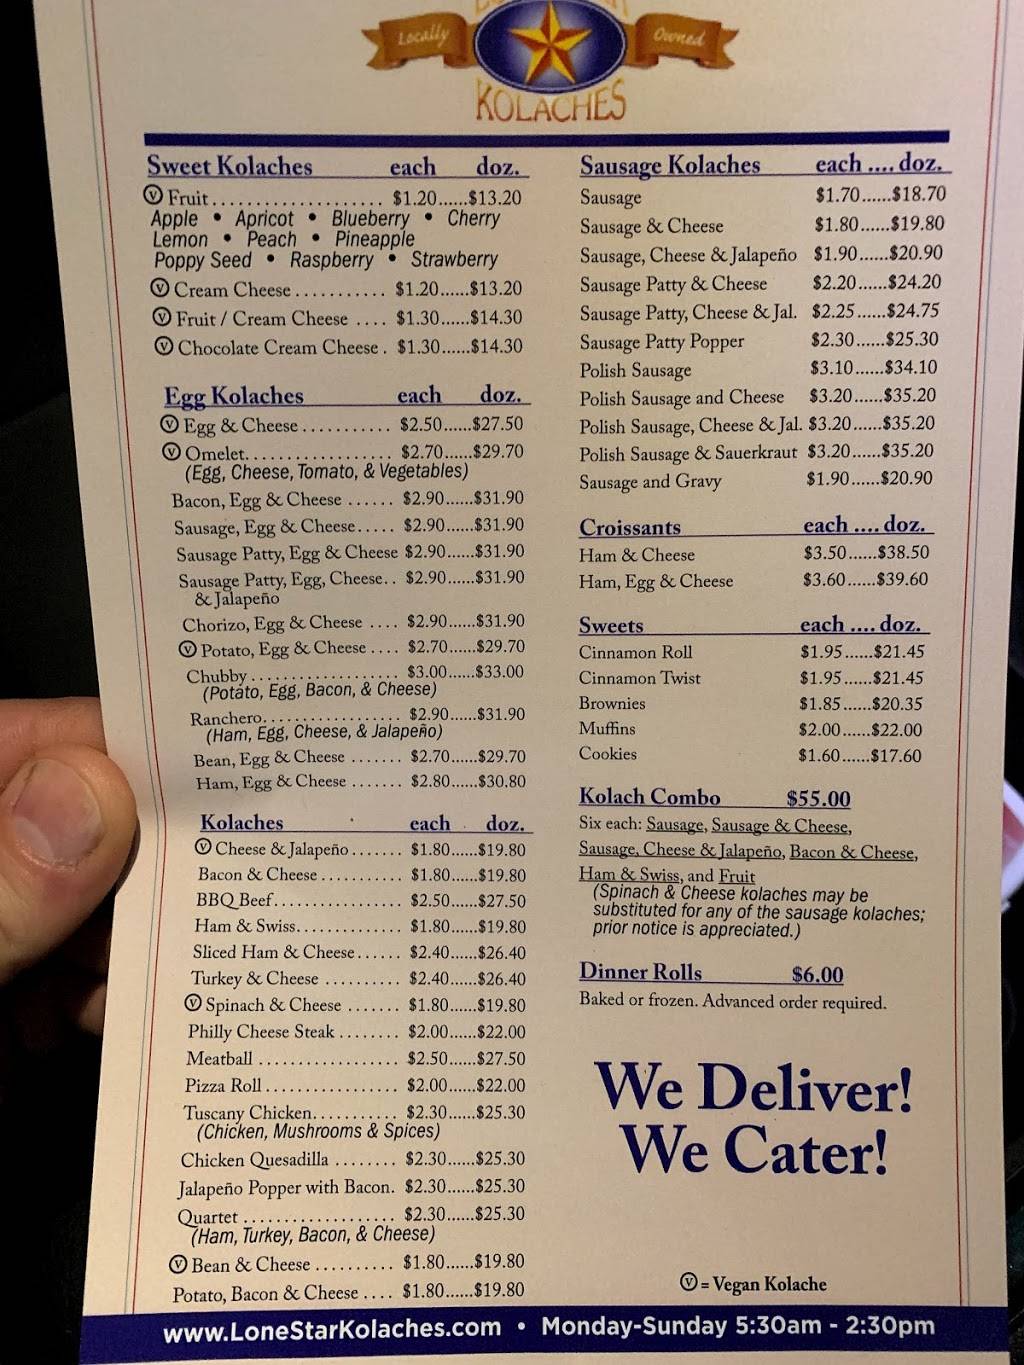 Locally
Owned
KOLACHES
Sweet Kolaches each doz.
Ⓥ Fruit.................... $1.20......$13.20
Apple • Apricot • Blueberry • Cherry
Lemon • Peach • Pineapple
Poppy Seed • Raspberry • Strawberry
Ⓥ Cream Cheese........... $1.20......$13.20
Ⓥ Fruit / Cream Cheese .... $1.30......$14.30
Ⓥ Chocolate Cream Cheese . $1.30......$14.30
Egg Kolaches each doz.
Ⓥ Egg & Cheese........... $2.50......$27.50
Ⓥ Omelet................. $2.70......$29.70
(Egg, Cheese, Tomato, & Vegetables)
Bacon, Egg & Cheese ...... $2.90......$31.90
Sausage, Egg & Cheese..... $2.90......$31.90
Sausage Patty, Egg & Cheese $2.90......$31.90
Sausage Patty, Egg, Cheese.. $2.90......$31.90
& Jalapeño
Chorizo, Egg & Cheese .... $2.90......$31.90
Ⓥ Potato, Egg & Cheese .... $2.70......$29.70
Chubby.................. $3.00......$33.00
(Potato, Egg, Bacon, & Cheese)
Ranchero................. $2.90......$31.90
(Ham, Egg, Cheese, & Jalapeño)
Bean, Egg & Cheese ....... $2.70......$29.70
Ham, Egg & Cheese ....... $2.80......$30.80
Kolaches each doz.
Ⓥ Cheese & Jalapeño....... $1.80......$19.80
Bacon & Cheese........... $1.80......$19.80
BBQ Beef................. $2.50......$27.50
Ham & Swiss.............. $1.80......$19.80
Sliced Ham & Cheese...... $2.40......$26.40
Turkey & Cheese .......... $2.40......$26.40
Ⓥ Spinach & Cheese ....... $1.80......$19.80
Philly Cheese Steak ........ $2.00......$22.00
Meatball .................. $2.50......$27.50
Pizza Roll................. $2.00......$22.00
Tuscany Chicken........... $2.30......$25.30
(Chicken, Mushrooms & Spices)
Chicken Quesadilla ........ $2.30......$25.30
Jalapeño Popper with Bacon. $2.30......$25.30
Quartet ................... $2.30......$25.30
(Ham, Turkey, Bacon, & Cheese)
Ⓥ Bean & Cheese .......... $1.80......$19.80
Potato, Bacon & Cheese .... $1.80......$19.80
Sausage Kolaches each .... doz.
Sausage $1.70......$18.70
Sausage & Cheese $1.80......$19.80
Sausage, Cheese & Jalapeño $1.90......$20.90
Sausage Patty & Cheese $2.20......$24.20
Sausage Patty, Cheese & Jal. $2.25......$24.75
Sausage Patty Popper $2.30......$25.30
Polish Sausage $3.10......$34.10
Polish Sausage and Cheese $3.20......$35.20
Polish Sausage, Cheese & Jal. $3.20......$35.20
Polish Sausage & Sauerkraut $3.20......$35.20
Sausage and Gravy $1.90......$20.90
Croissants each .... doz.
Ham & Cheese $3.50......$38.50
Ham, Egg & Cheese $3.60......$39.60
Sweets each .... doz.
Cinnamon Roll $1.95......$21.45
Cinnamon Twist $1.95......$21.45
Brownies $1.85......$20.35
Muffins $2.00......$22.00
Cookies $1.60......$17.60
Kolach Combo $55.00
Six each: Sausage, Sausage & Cheese,
Sausage, Cheese & Jalapeño, Bacon & Cheese,
Ham & Swiss, and Fruit
(Spinach & Cheese kolaches may be
substituted for any of the sausage kolaches;
prior notice is appreciated.)
Dinner Rolls $6.00
Baked or frozen. Advanced order required.
We Deliver!
We Cater!
Ⓥ = Vegan Kolache
www.LoneStarKolaches.com • Monday-Sunday 5:30am - 2:30pm